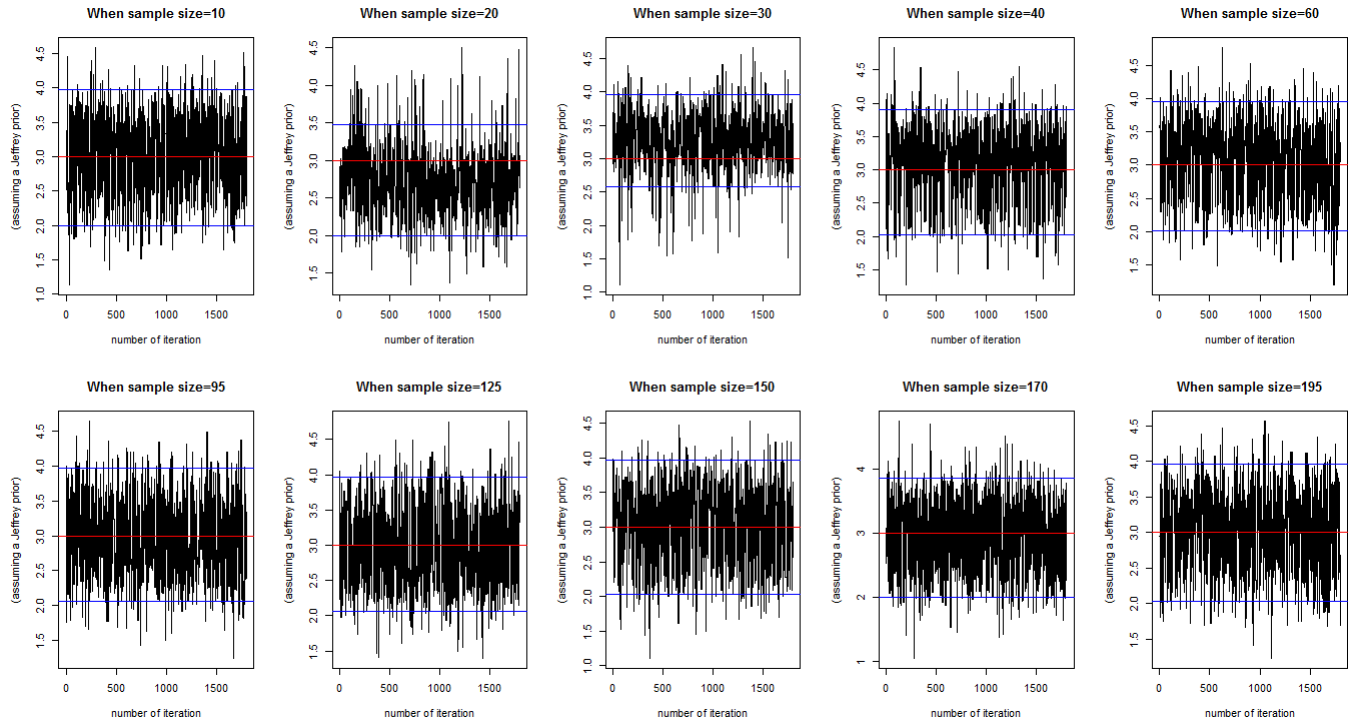 When sample size=10
When sample size=20
When sample size=30
When sample size=40
When sample size=60
(assuming a Jeffrey prior)
1.0 1.5 2.0 2.5 3.0 3.5 4.0 4.5
0 500 1000 1500
number of iteration
(assuming a Jeffrey prior)
1.5 2.0 2.5 3.0 3.5 4.0 4.5
0 500 1000 1500
number of iteration
(assuming a Jeffrey prior)
1.0 1.5 2.0 2.5 3.0 3.5 4.0 4.5
0 500 1000 1500
number of iteration
(assuming a Jeffrey prior)
1.5 2.0 2.5 3.0 3.5 4.0 4.5 5.0
0 500 1000 1500
number of iteration
(assuming a Jeffrey prior)
1.5 2.0 2.5 3.0 3.5 4.0 4.5
0 500 1000 1500
number of iteration
When sample size=95
When sample size=125
When sample size=150
When sample size=170
When sample size=195
(assuming a Jeffrey prior)
1.5 2.0 2.5 3.0 3.5 4.0 4.5
0 500 1000 1500
number of iteration
(assuming a Jeffrey prior)
1.5 2.0 2.5 3.0 3.5 4.0 4.5
0 500 1000 1500
number of iteration
(assuming a Jeffrey prior)
1.0 1.5 2.0 2.5 3.0 3.5 4.0 4.5
0 500 1000 1500
number of iteration
(assuming a Jeffrey prior)
1 2 3 4
0 500 1000 1500
number of iteration
(assuming a Jeffrey prior)
1.5 2.0 2.5 3.0 3.5 4.0 4.5
0 500 1000 1500
number of iteration